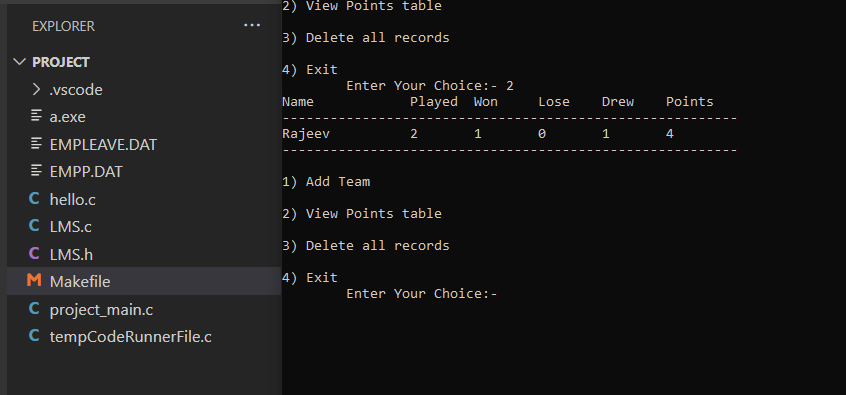 EXPLORER
PROJECT
.vscode
a.exe
EMPLEAVE.DAT
EMPP.DAT
hello.c
LMS.c
LMS.h
Makefile
project_main.c
tempCodeRunnerFile.c
2) View Points table
3) Delete all records
4) Exit
Enter Your Choice:- 2
Name Played Won Lose Drew Points
---------------------------------------------------------
Rajeev 2 1 0 1 4
---------------------------------------------------------
1) Add Team
2) View Points table
3) Delete all records
4) Exit
Enter Your Choice:-